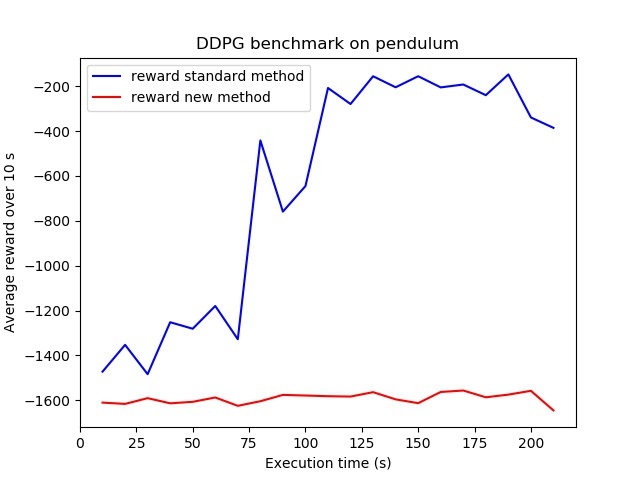 DDPG benchmark on pendulum
reward standard method
reward new method
Average reward over 10 s
−200
−400
−600
−800
−1000
−1200
−1400
−1600
0 25 50 75 100 125 150 175 200
Execution time (s)